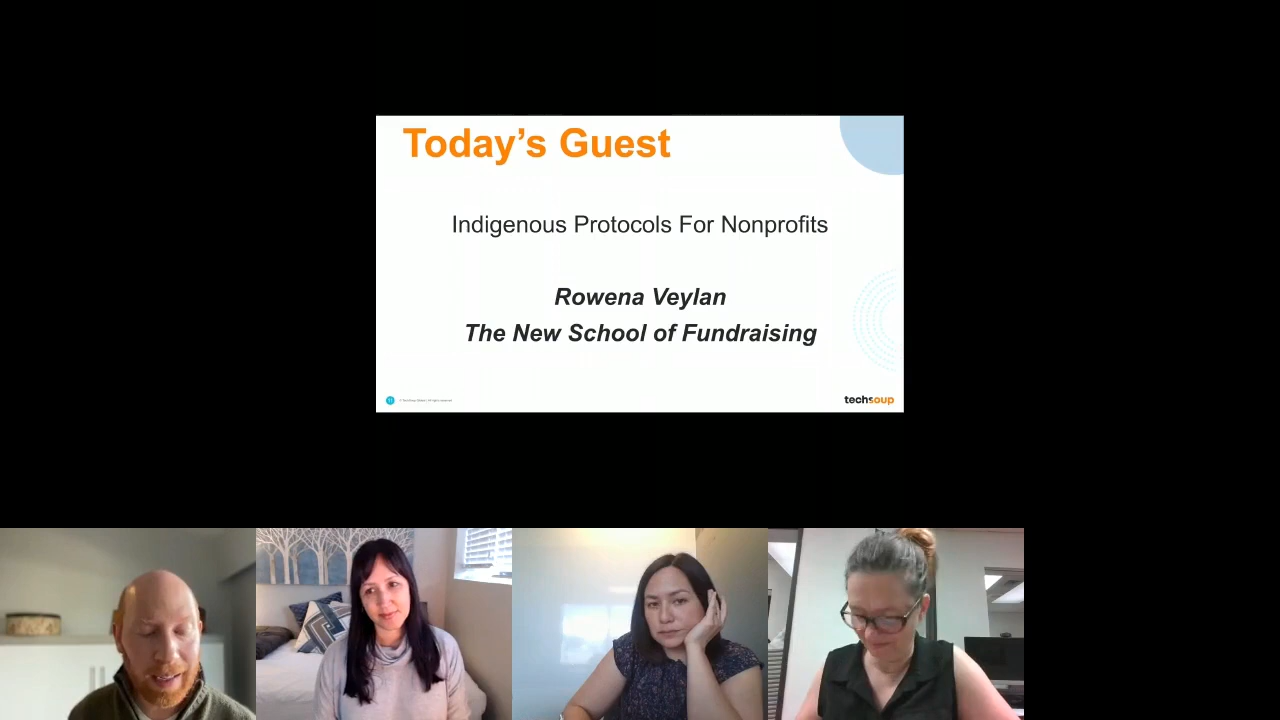 Today's Guest
Indigenous Protocols For Nonprofits
Rowena Veylan
The New School of Fundraising
techsoup